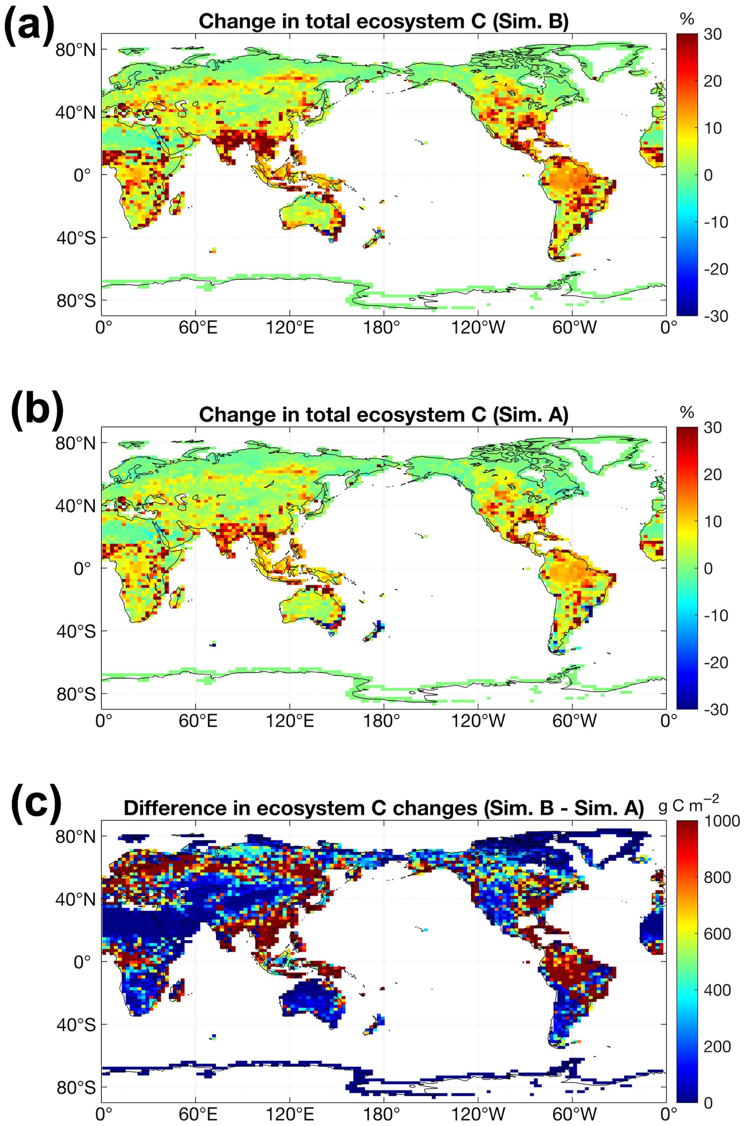 (a)
Change in total ecosystem C (Sim. B)
%
80°N
40°N
0°
40°S
80°S
0° 60°E 120°E 180° 120°W 60°W 0°
30
20
10
0
-10
-20
-30
(b)
Change in total ecosystem C (Sim. A)
%
80°N
40°N
0°
40°S
80°S
0° 60°E 120°E 180° 120°W 60°W 0°
30
20
10
0
-10
-20
-30
(c)
Difference in ecosystem C changes (Sim. B - Sim. A)
g C m⁻²
80°N
40°N
0°
40°S
80°S
0° 60°E 120°E 180° 120°W 60°W 0°
1000
800
600
400
200
0